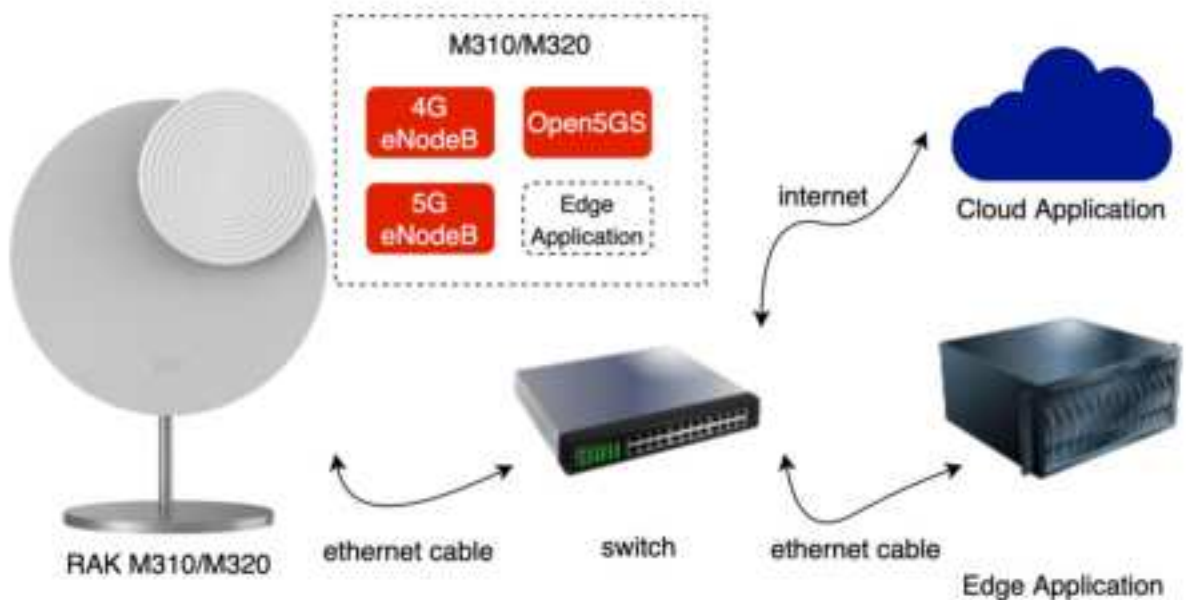 M310/M320
4G
eNodeB
Open5GS
5G
eNodeB
Edge
Application
internet
Cloud Application
RAK M310/M320
ethernet cable
switch
ethernet cable
Edge Application